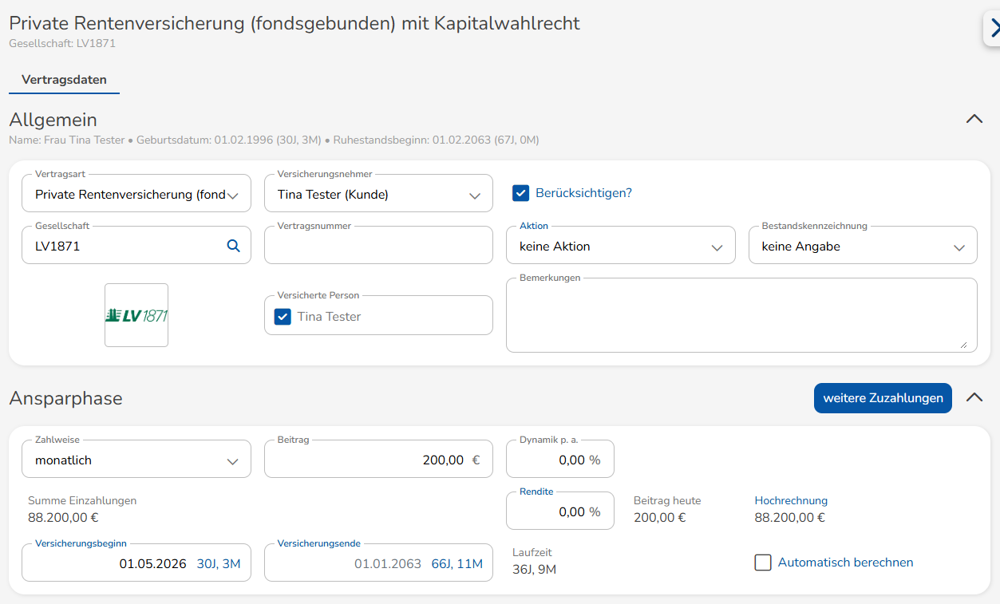 Private Rentenversicherung (fondsgebunden) mit Kapitalwahlrecht
Gesellschaft: LV1871
Vertragsdaten
Allgemein
Name: Frau Tina Tester • Geburtsdatum: 01.02.1996 (30J, 3M) • Ruhestandsbeginn: 01.02.2063 (67J, 0M)
Vertragsart
Private Rentenversicherung (fond
Versicherungsnehmer
Tina Tester (Kunde)
Berücksichtigen?
Gesellschaft
LV1871
Vertragsnummer
Aktion
keine Aktion
Bestandskennzeichnung
keine Angabe
LV 1871
Versicherte Person
Tina Tester
Bemerkungen
Ansparphase
weitere Zuzahlungen
Zahlweise
monatlich
Beitrag
200,00 €
Dynamik p. a.
0,00 %
Summe Einzahlungen
88.200,00 €
Rendite
0,00 %
Beitrag heute
200,00 €
Hochrechnung
88.200,00 €
Versicherungsbeginn
01.05.2026 30J, 3M
Versicherungsende
01.01.2063 66J, 11M
Laufzeit
36J, 9M
Automatisch berechnen